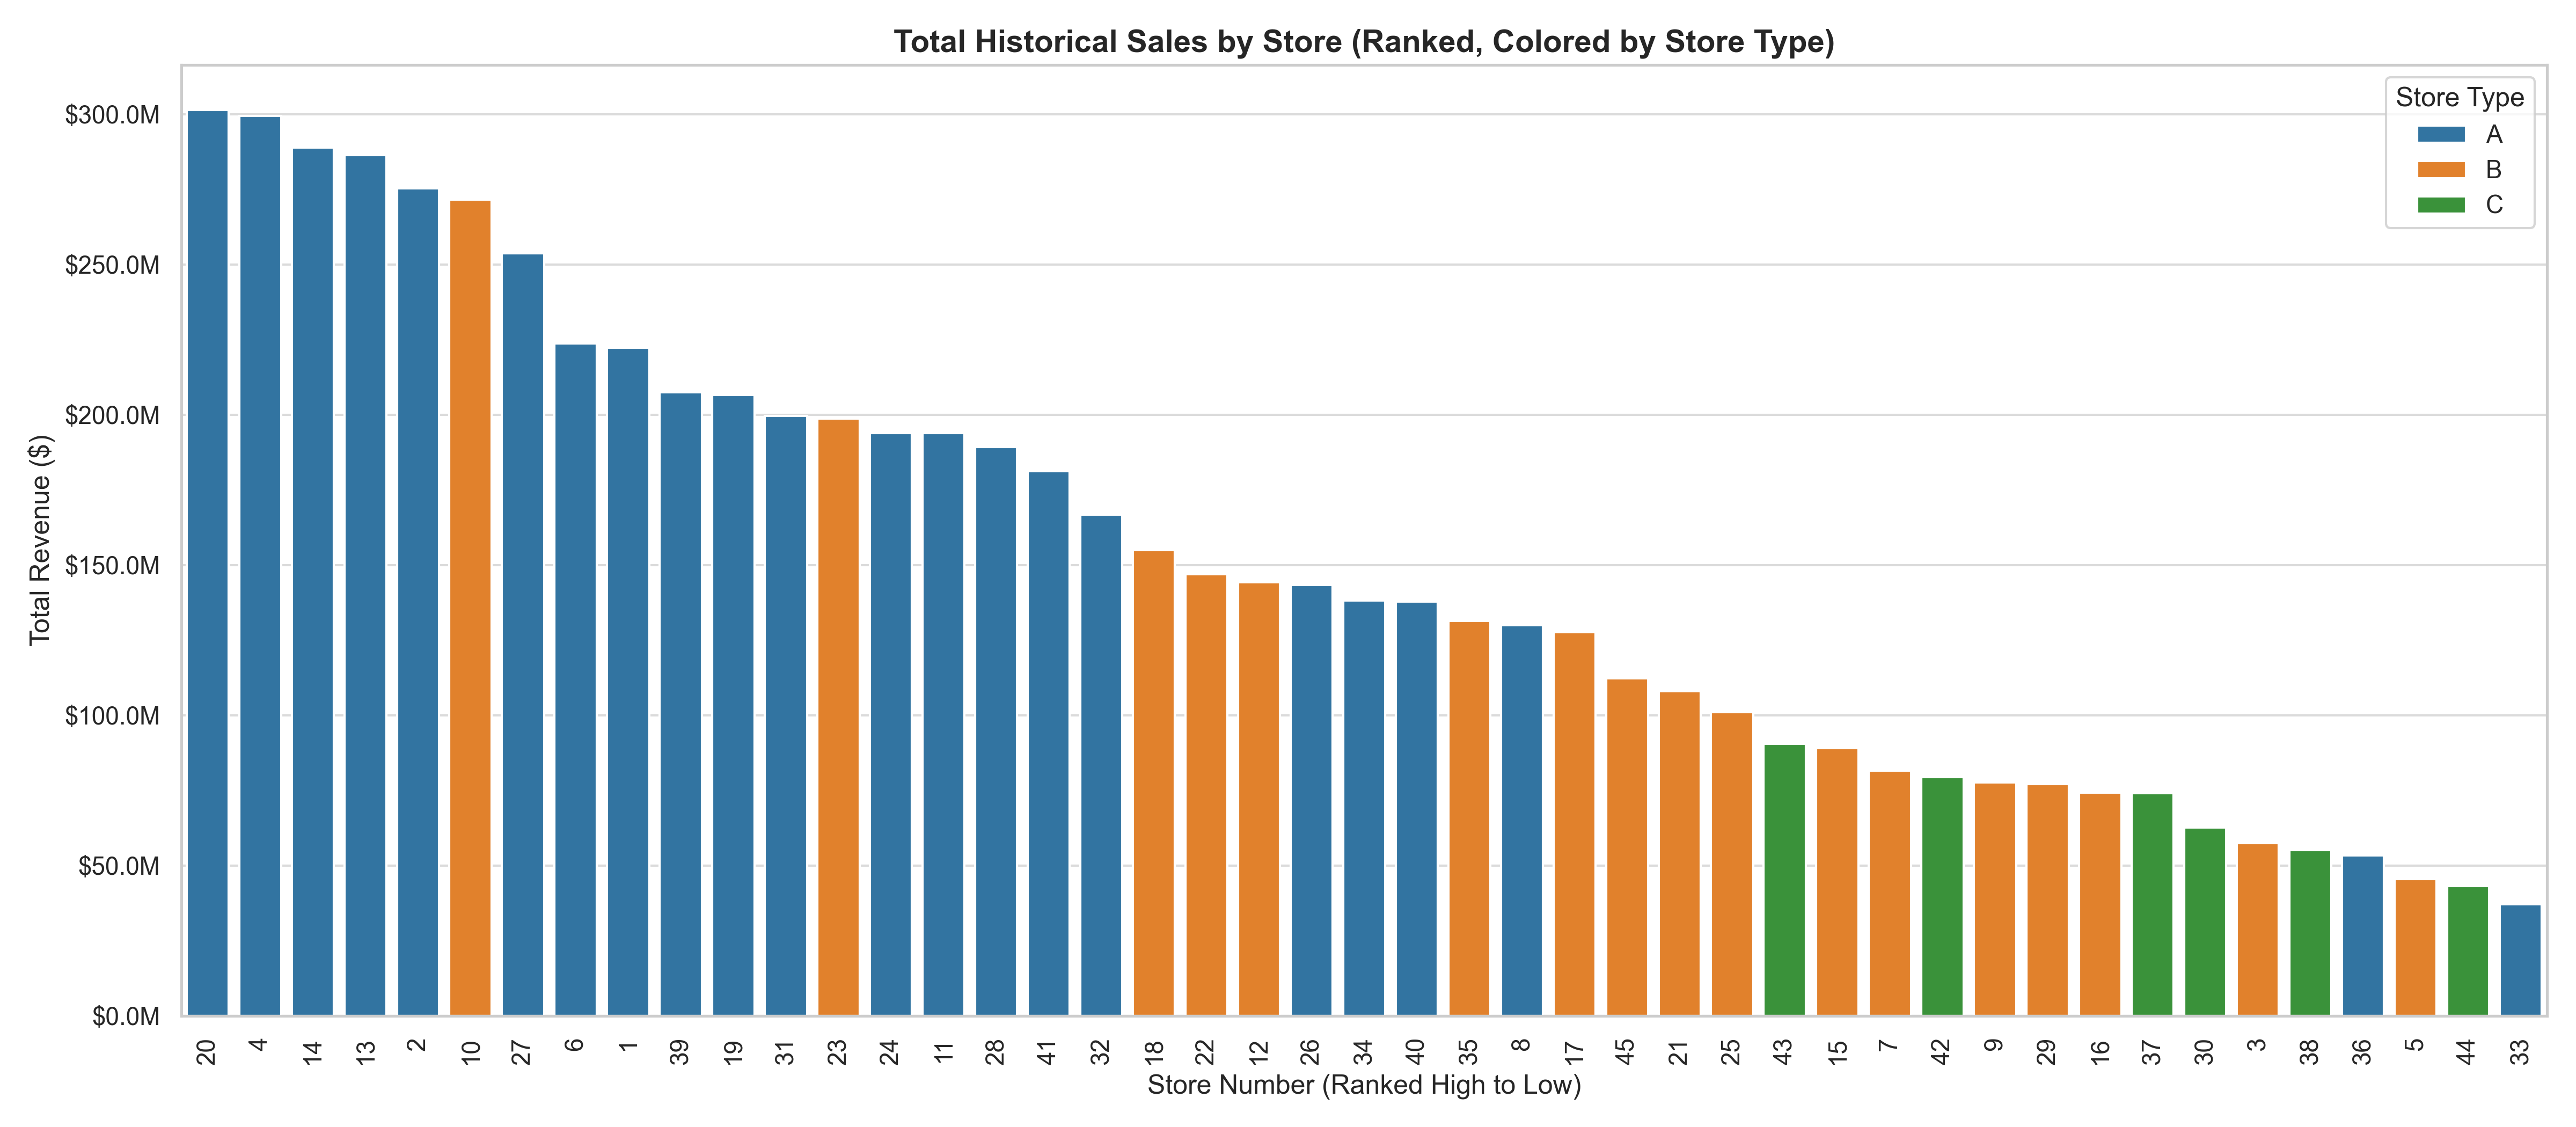 Total Historical Sales by Store (Ranked, Colored by Store Type)
Total Revenue ($)
$300.0M
$250.0M
$200.0M
$150.0M
$100.0M
$50.0M
$0.0M
Store Type
A
B
C
20 4 14 13 2 10 27 6 1 39 19 31 23 24 11 28 41 32 18 22 12 26 34 40 35 8 17 45 21 25 43 15 7 42 9 29 16 37 30 3 38 36 5 44 33
Store Number (Ranked High to Low)